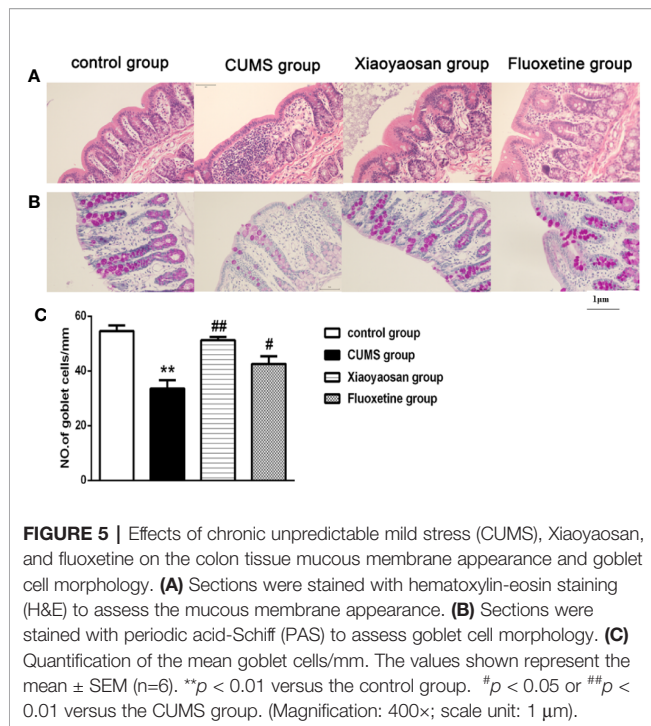 control group CUMS group Xiaoyaosan group Fluoxetine group
A
B
1μm
C
NO.of goblet cells/mm
60
40
20
0
**
##
#
control group
CUMS group
Xiaoyaosan group
Fluoxetine group
FIGURE 5 | Effects of chronic unpredictable mild stress (CUMS), Xiaoyaosan,
and fluoxetine on the colon tissue mucous membrane appearance and goblet
cell morphology. (A) Sections were stained with hematoxylin-eosin staining
(H&E) to assess the mucous membrane appearance. (B) Sections were
stained with periodic acid-Schiff (PAS) to assess goblet cell morphology. (C)
Quantification of the mean goblet cells/mm. The values shown represent the
mean ± SEM (n=6). **p < 0.01 versus the control group. #p < 0.05 or ##p <
0.01 versus the CUMS group. (Magnification: 400×; scale unit: 1 μm).